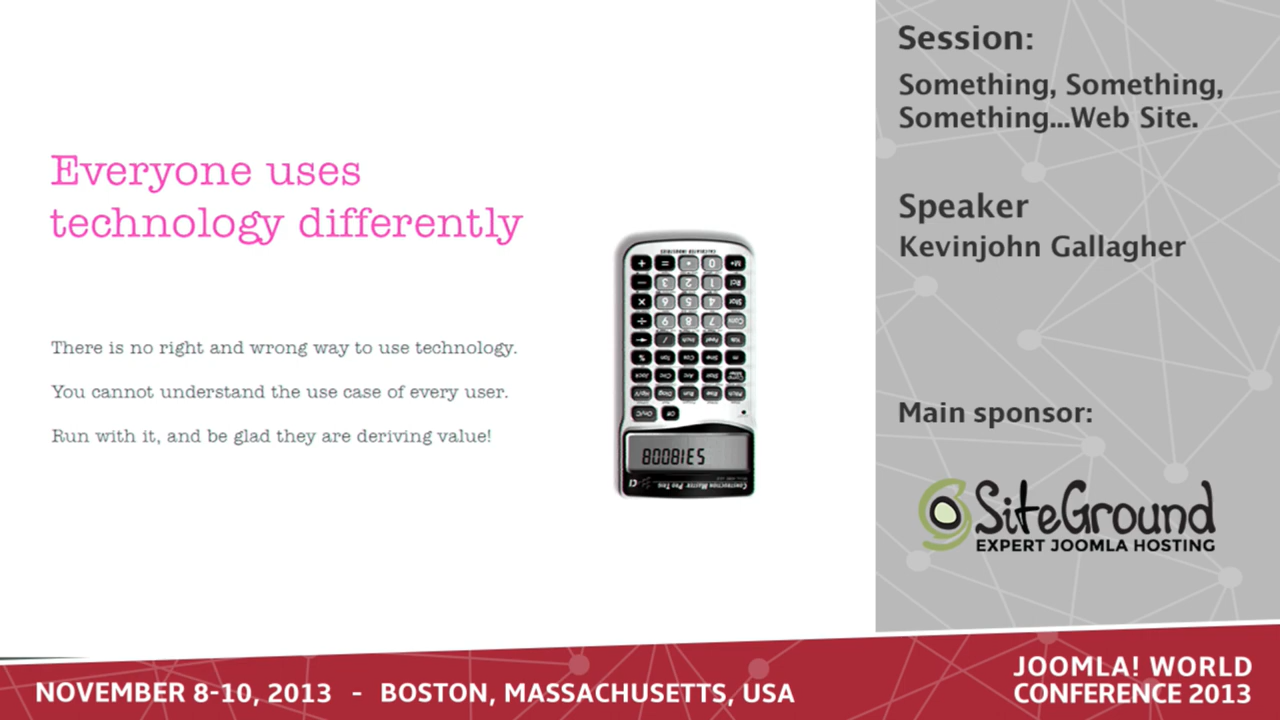 Everyone uses
technology differently
There is no right and wrong way to use technology.
You cannot understand the use case of every user.
Run with it, and be glad they are deriving value!
BOOBIES
Session:
Something, Something,
Something...Web Site.
Speaker
Kevinjohn Gallagher
Main sponsor:
SiteGround
EXPERT JOOMLA HOSTING
NOVEMBER 8-10, 2013 - BOSTON, MASSACHUSETTS, USA
JOOMLA! WORLD
CONFERENCE 2013